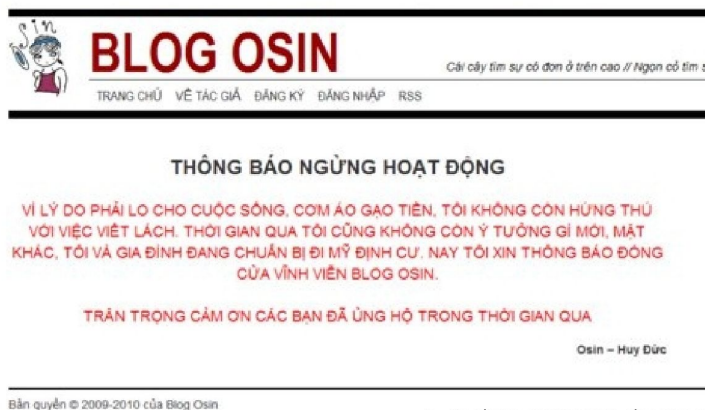 Sin
BLOG OSIN
Cái cây tìm sự cô đơn ở trên cao // Ngọn cỏ tìm s
TRANG CHỦ VỀ TÁC GIẢ ĐĂNG KÝ ĐĂNG NHẬP RSS
THÔNG BÁO NGỪNG HOẠT ĐỘNG
VÌ LÝ DO PHẢI LO CHO CUỘC SỐNG, CƠM ÁO GẠO TIỀN, TÔI KHÔNG CÒN HỨNG THÚ
VỚI VIỆC VIẾT LÁCH. THỜI GIAN QUA TÔI CŨNG KHÔNG CÒN Ý TƯỞNG GÌ MỚI, MẶT
KHÁC, TÔI VÀ GIA ĐÌNH ĐANG CHUẨN BỊ ĐI MỸ ĐỊNH CƯ. NAY TÔI XIN THÔNG BÁO ĐÓNG
CỬA VĨNH VIỄN BLOG OSIN.
TRÂN TRỌNG CẢM ƠN CÁC BẠN ĐÃ ỦNG HỘ TRONG THỜI GIAN QUA
Osin – Huy Đức
Bản quyền © 2009-2010 của Blog Osin